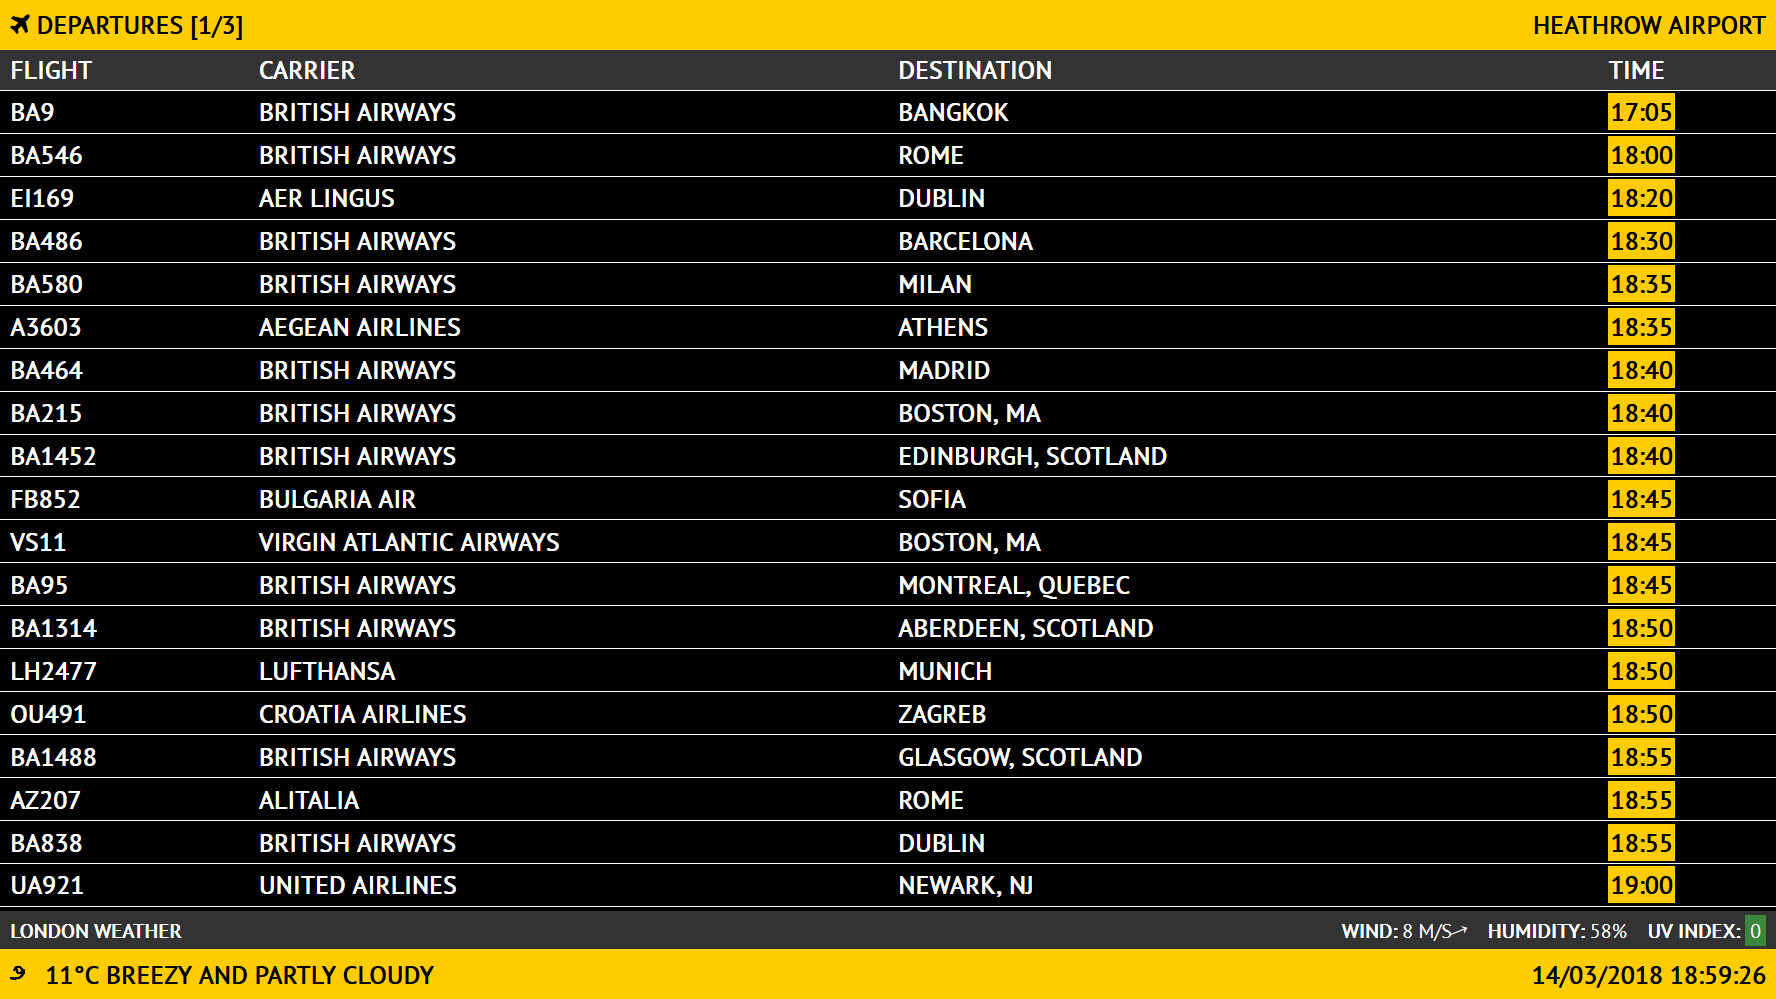 DEPARTURES [1/3] HEATHROW AIRPORT
FLIGHT CARRIER DESTINATION TIME
BA9 BRITISH AIRWAYS BANGKOK 17:05
BA546 BRITISH AIRWAYS ROME 18:00
EI169 AER LINGUS DUBLIN 18:20
BA486 BRITISH AIRWAYS BARCELONA 18:30
BA580 BRITISH AIRWAYS MILAN 18:35
A3603 AEGEAN AIRLINES ATHENS 18:35
BA464 BRITISH AIRWAYS MADRID 18:40
BA215 BRITISH AIRWAYS BOSTON, MA 18:40
BA1452 BRITISH AIRWAYS EDINBURGH, SCOTLAND 18:40
FB852 BULGARIA AIR SOFIA 18:45
VS11 VIRGIN ATLANTIC AIRWAYS BOSTON, MA 18:45
BA95 BRITISH AIRWAYS MONTREAL, QUEBEC 18:45
BA1314 BRITISH AIRWAYS ABERDEEN, SCOTLAND 18:50
LH2477 LUFTHANSA MUNICH 18:50
OU491 CROATIA AIRLINES ZAGREB 18:50
BA1488 BRITISH AIRWAYS GLASGOW, SCOTLAND 18:55
AZ207 ALITALIA ROME 18:55
BA838 BRITISH AIRWAYS DUBLIN 18:55
UA921 UNITED AIRLINES NEWARK, NJ 19:00
LONDON WEATHER WIND: 8 M/S HUMIDITY: 58% UV INDEX: 0
11°C BREEZY AND PARTLY CLOUDY 14/03/2018 18:59:26